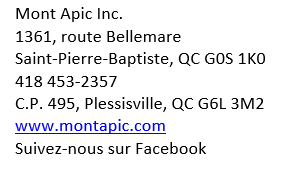 Mont Apic Inc.
1361, route Bellemare
Saint-Pierre-Baptiste, QC G0S 1K0
418 453-2357
C.P. 495, Plessisville, QC G6L 3M2
www.montapic.com
Suivez-nous sur Facebook